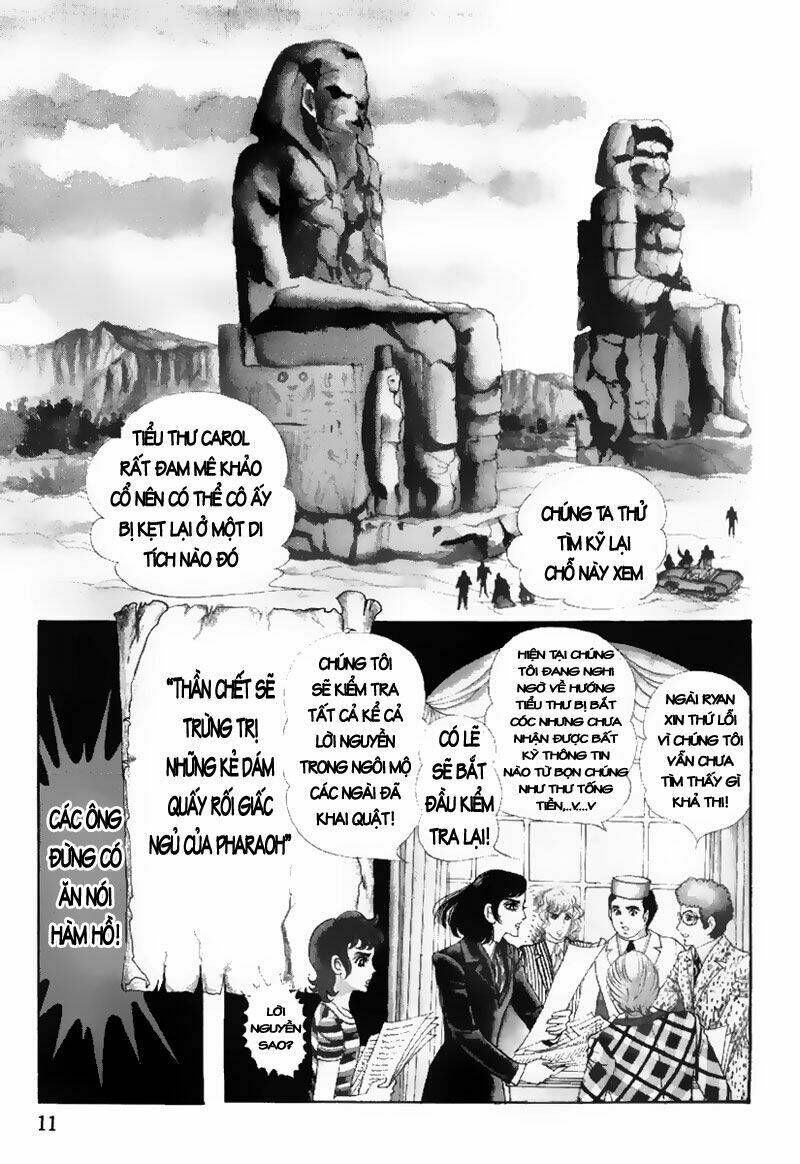 TIỂU THƯ CAROL
RẤT ĐAM MÊ KHẢO
CỔ NÊN CÓ THỂ CÔ ẤY
BỊ KẸT LẠI Ở MỘT DI
TÍCH NÀO ĐÓ
CHÚNG TA THỬ
TÌM KỸ LẠI
CHỖ NÀY XEM
NGÀI RYAN
XIN THỨ LỖI
VÌ CHÚNG TÔI
VẪN CHƯA
TÌM THẤY GÌ
KHẢ THI!
HIỆN TẠI CHÚNG
TÔI ĐANG NGHI
NGỜ VỀ HƯỚNG
TIỂU THƯ BỊ BẮT
CÓC NHƯNG CHƯA
NHẬN ĐƯỢC BẤT
KỲ THÔNG TIN
NÀO TỪ BỌN CHÚNG
NHƯ THƯ TỐNG
TIỀN,.V...V
CÓ LẼ
SẼ BẮT
ĐẦU KIỂM
TRA LẠI!
CHÚNG TÔI
SẼ KIỂM TRA
TẤT CẢ KỂ CẢ
LỜI NGUYỀN
TRONG NGÔI MỘ
CÁC NGÀI ĐÃ
KHAI QUẬT!
LỜI
NGUYỀN
SAO?
"THẦN CHẾT SẼ
TRỪNG TRỊ
NHỮNG KẺ DÁM
QUẤY RỐI GIẤC
NGỦ CỦA PHARAOH"
CÁC ÔNG
ĐỪNG CÓ
ĂN NÓI
HÀM HỒ!
11